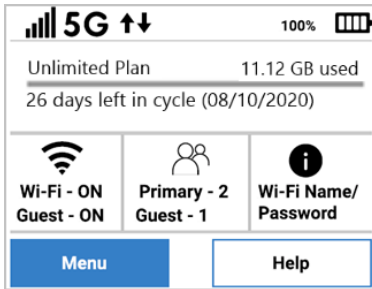 5G 100%
Unlimited Plan 11.12 GB used
26 days left in cycle (08/10/2020)
Wi-Fi - ON
Guest - ON
Primary - 2
Guest - 1
Wi-Fi Name/
Password
Menu
Help